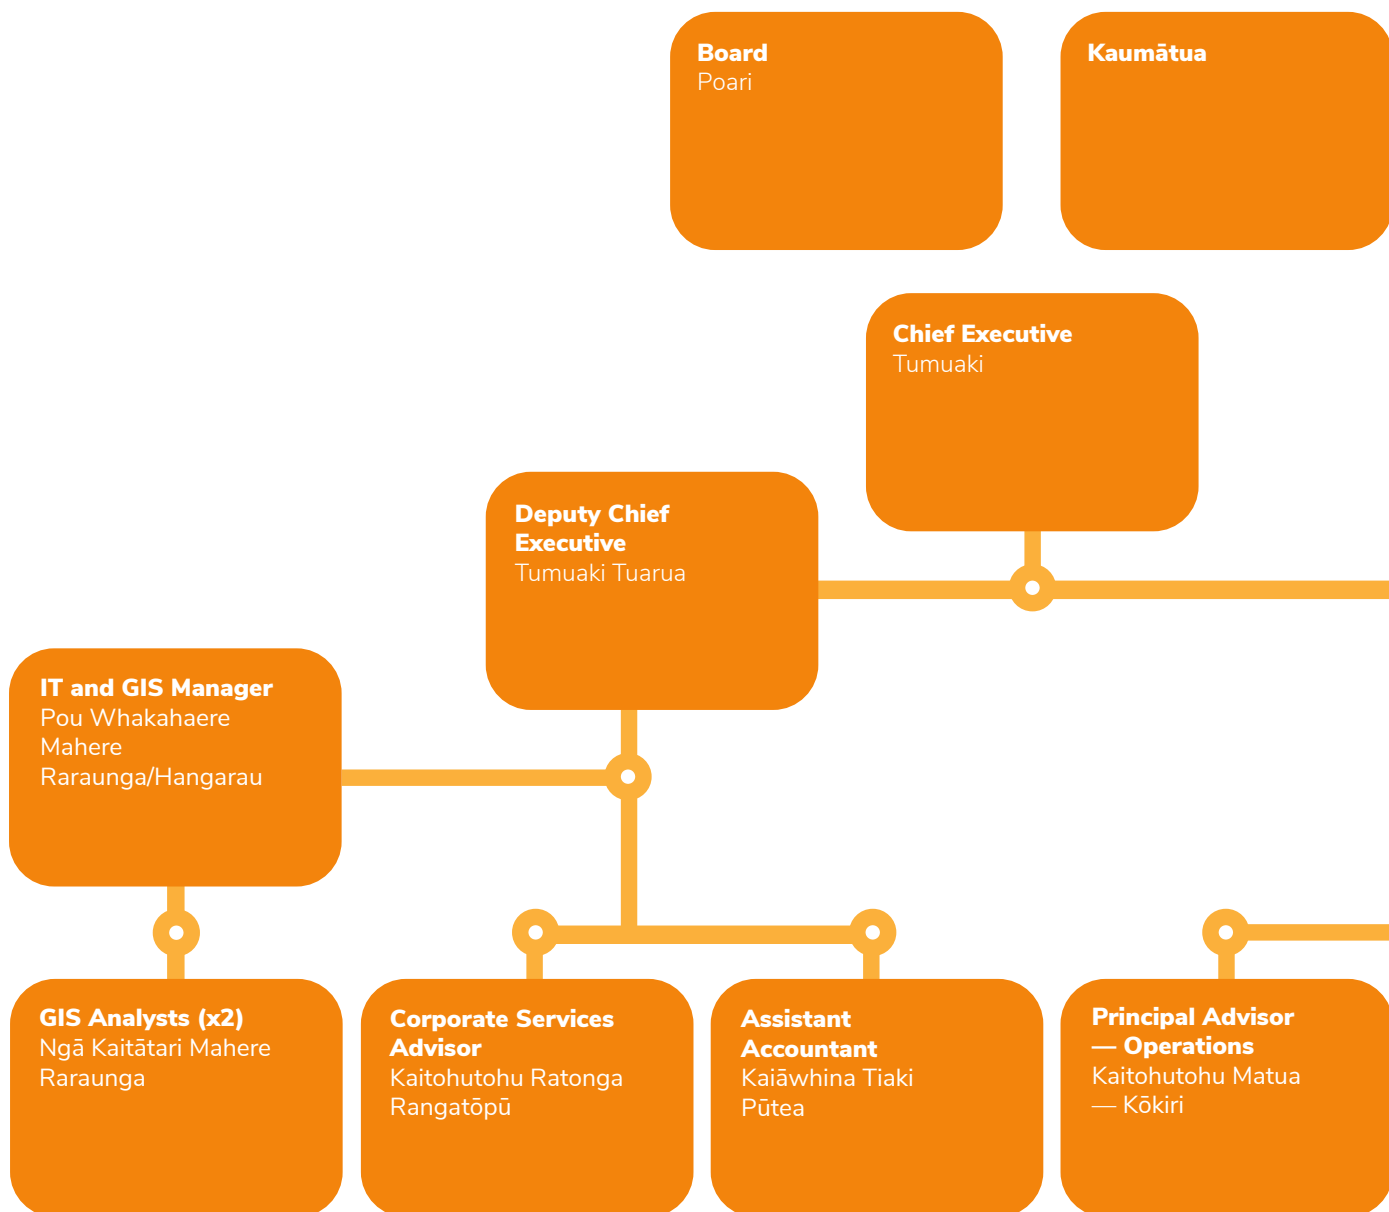 Board
Poari
Kaumātua
Chief Executive
Tumuaki
Deputy Chief
Executive
Tumuaki Tuarua
IT and GIS Manager
Pou Whakahaere
Mahere
Raraunga/Hangarau
GIS Analysts (x2)
Ngā Kaitātari Mahere
Raraunga
Corporate Services
Advisor
Kaitohutohu Ratonga
Rangatōpū
Assistant
Accountant
Kaiāwhina Tiaki
Pūtea
Principal Advisor
— Operations
Kaitohutohu Matua
— Kōkiri